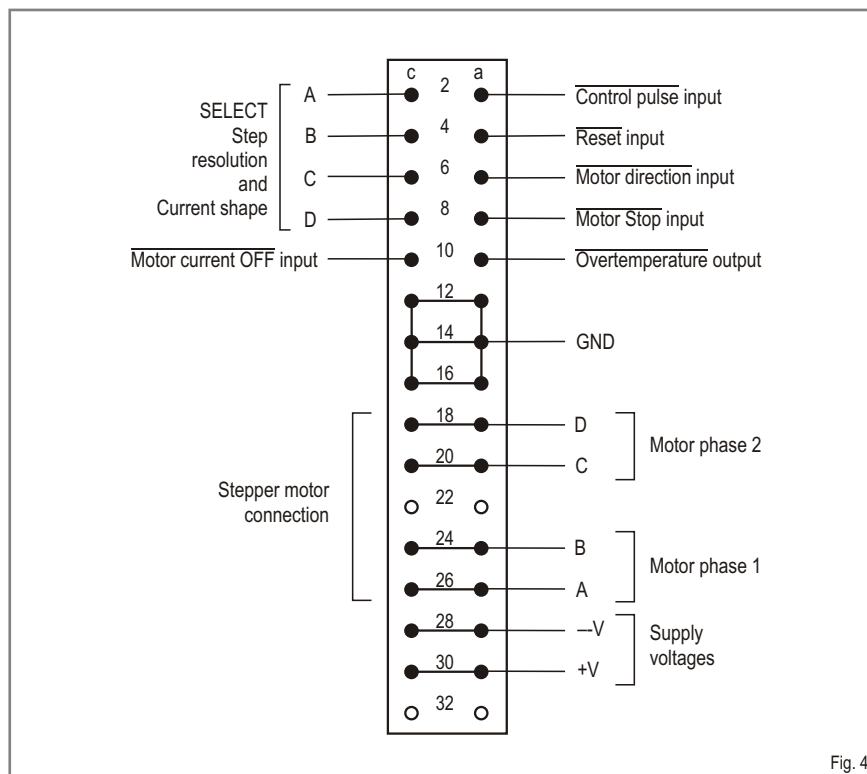 c a
SELECT
Step
resolution
and
Current shape
A
B
C
D
Motor current OFF input
2
4
6
8
10
12
14
16
18
20
22
24
26
28
30
32
Control pulse input
Reset input
Motor direction input
Motor Stop input
Overtemperature output
GND
Stepper motor
connection
D
C
Motor phase 2
B
A
Motor phase 1
–-V
+V
Supply
voltages
Fig. 4